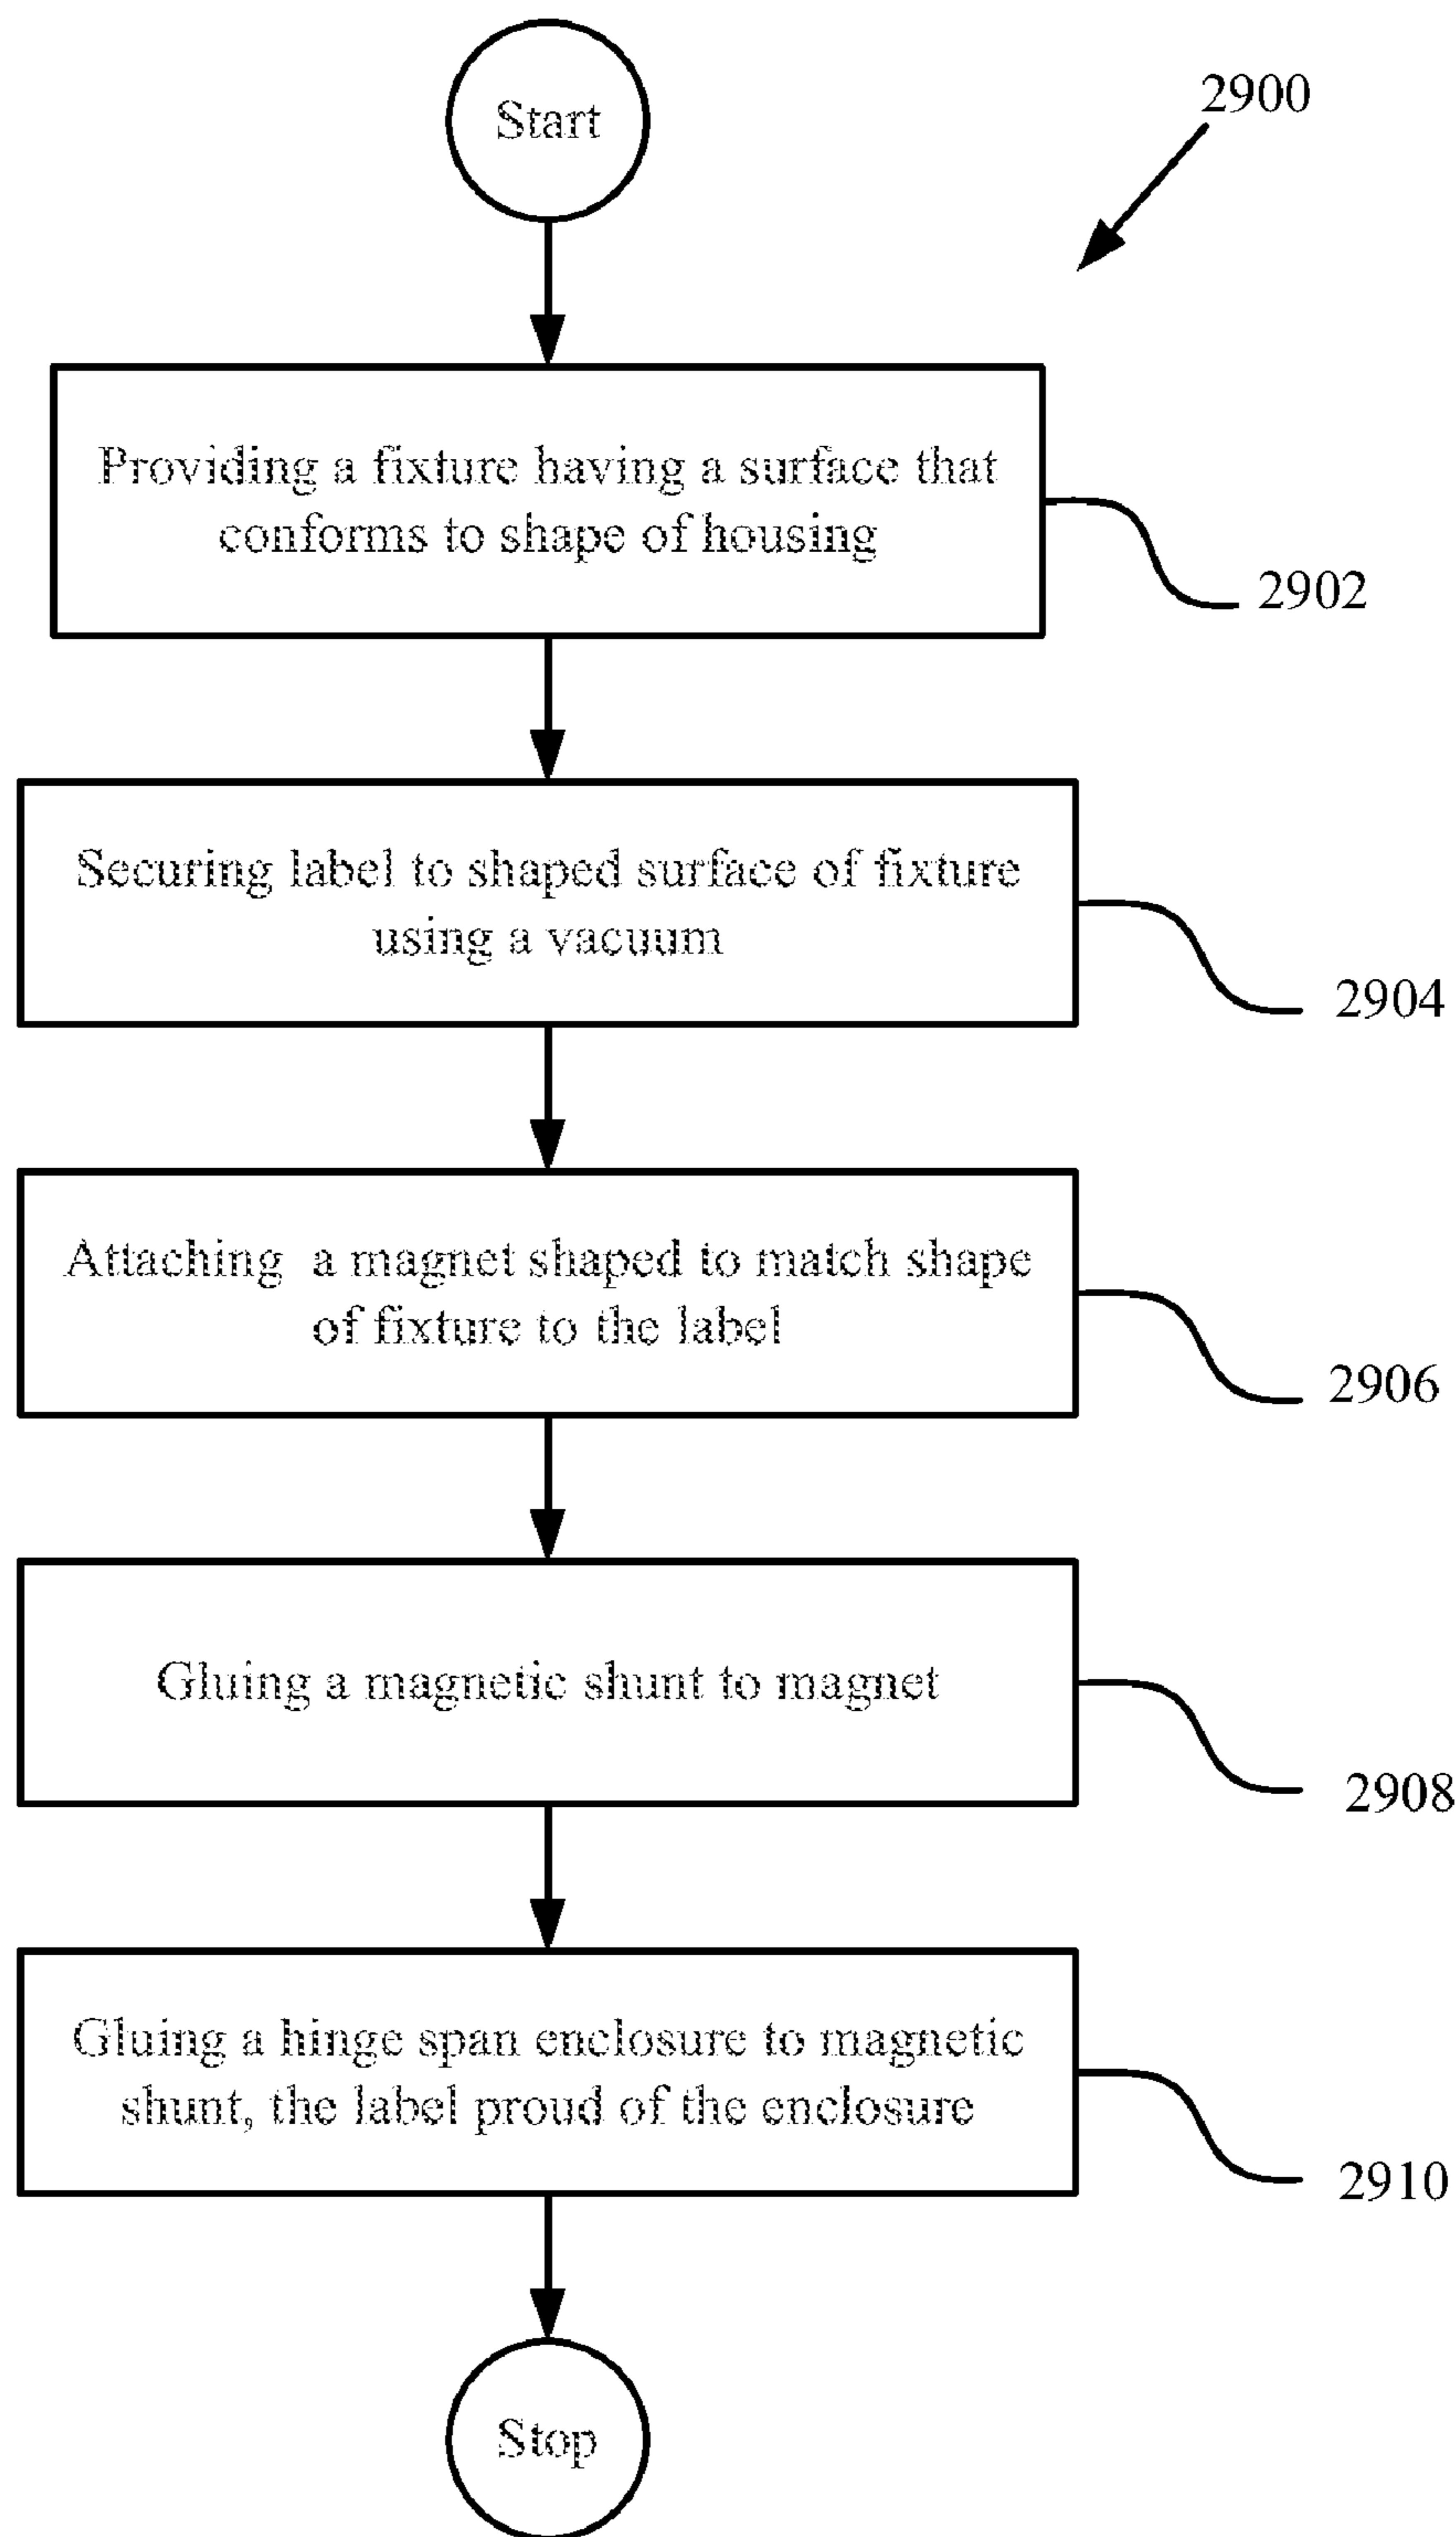 Start
2900
Providing a fixture having a surface that
conforms to shape of housing
2902
Securing label to shaped surface of fixture
using a vacuum
2904
Attaching  a magnet shaped to match shape
of fixture to the label
2906
Gluing a magnetic shunt to magnet
2908
Gluing a hinge span enclosure to magnetic
shunt, the label proud of the enclosure
2910
Stop